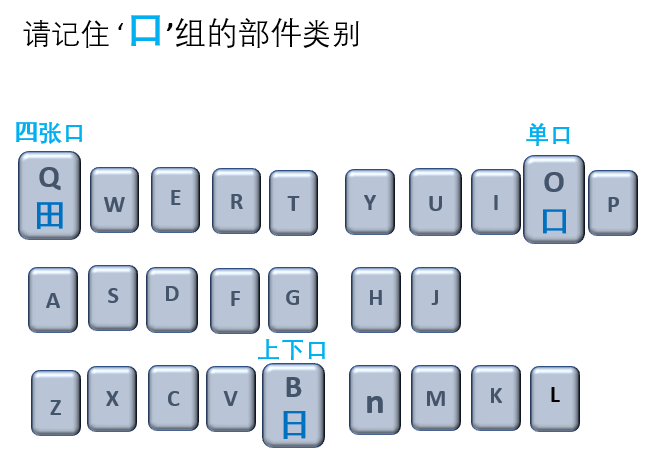 请记住‘口’组的部件类别
四张口 单口
Q W E R T Y U I O P
田 口
A S D F G H J
上下口
Z X C V B n M K L
日